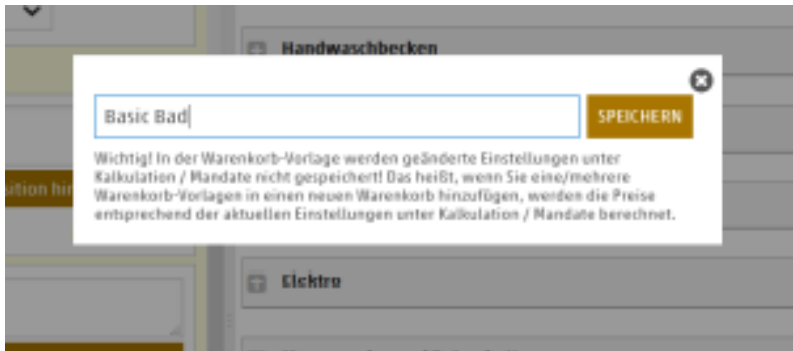 Handwaschbecken
Basic Bad
SPEICHERN
Wichtig! In der Warenkorb-Vorlage werden geänderte Einstellungen unter
Kalkulation / Mandate nicht gespeichert! Das heißt, wenn Sie eine/mehrere
Warenkorb-Vorlagen in einen neuen Warenkorb hinzufügen, werden die Preise
entsprechend der aktuellen Einstellungen unter Kalkulation / Mandate berechnet.
ution hin
Elektro